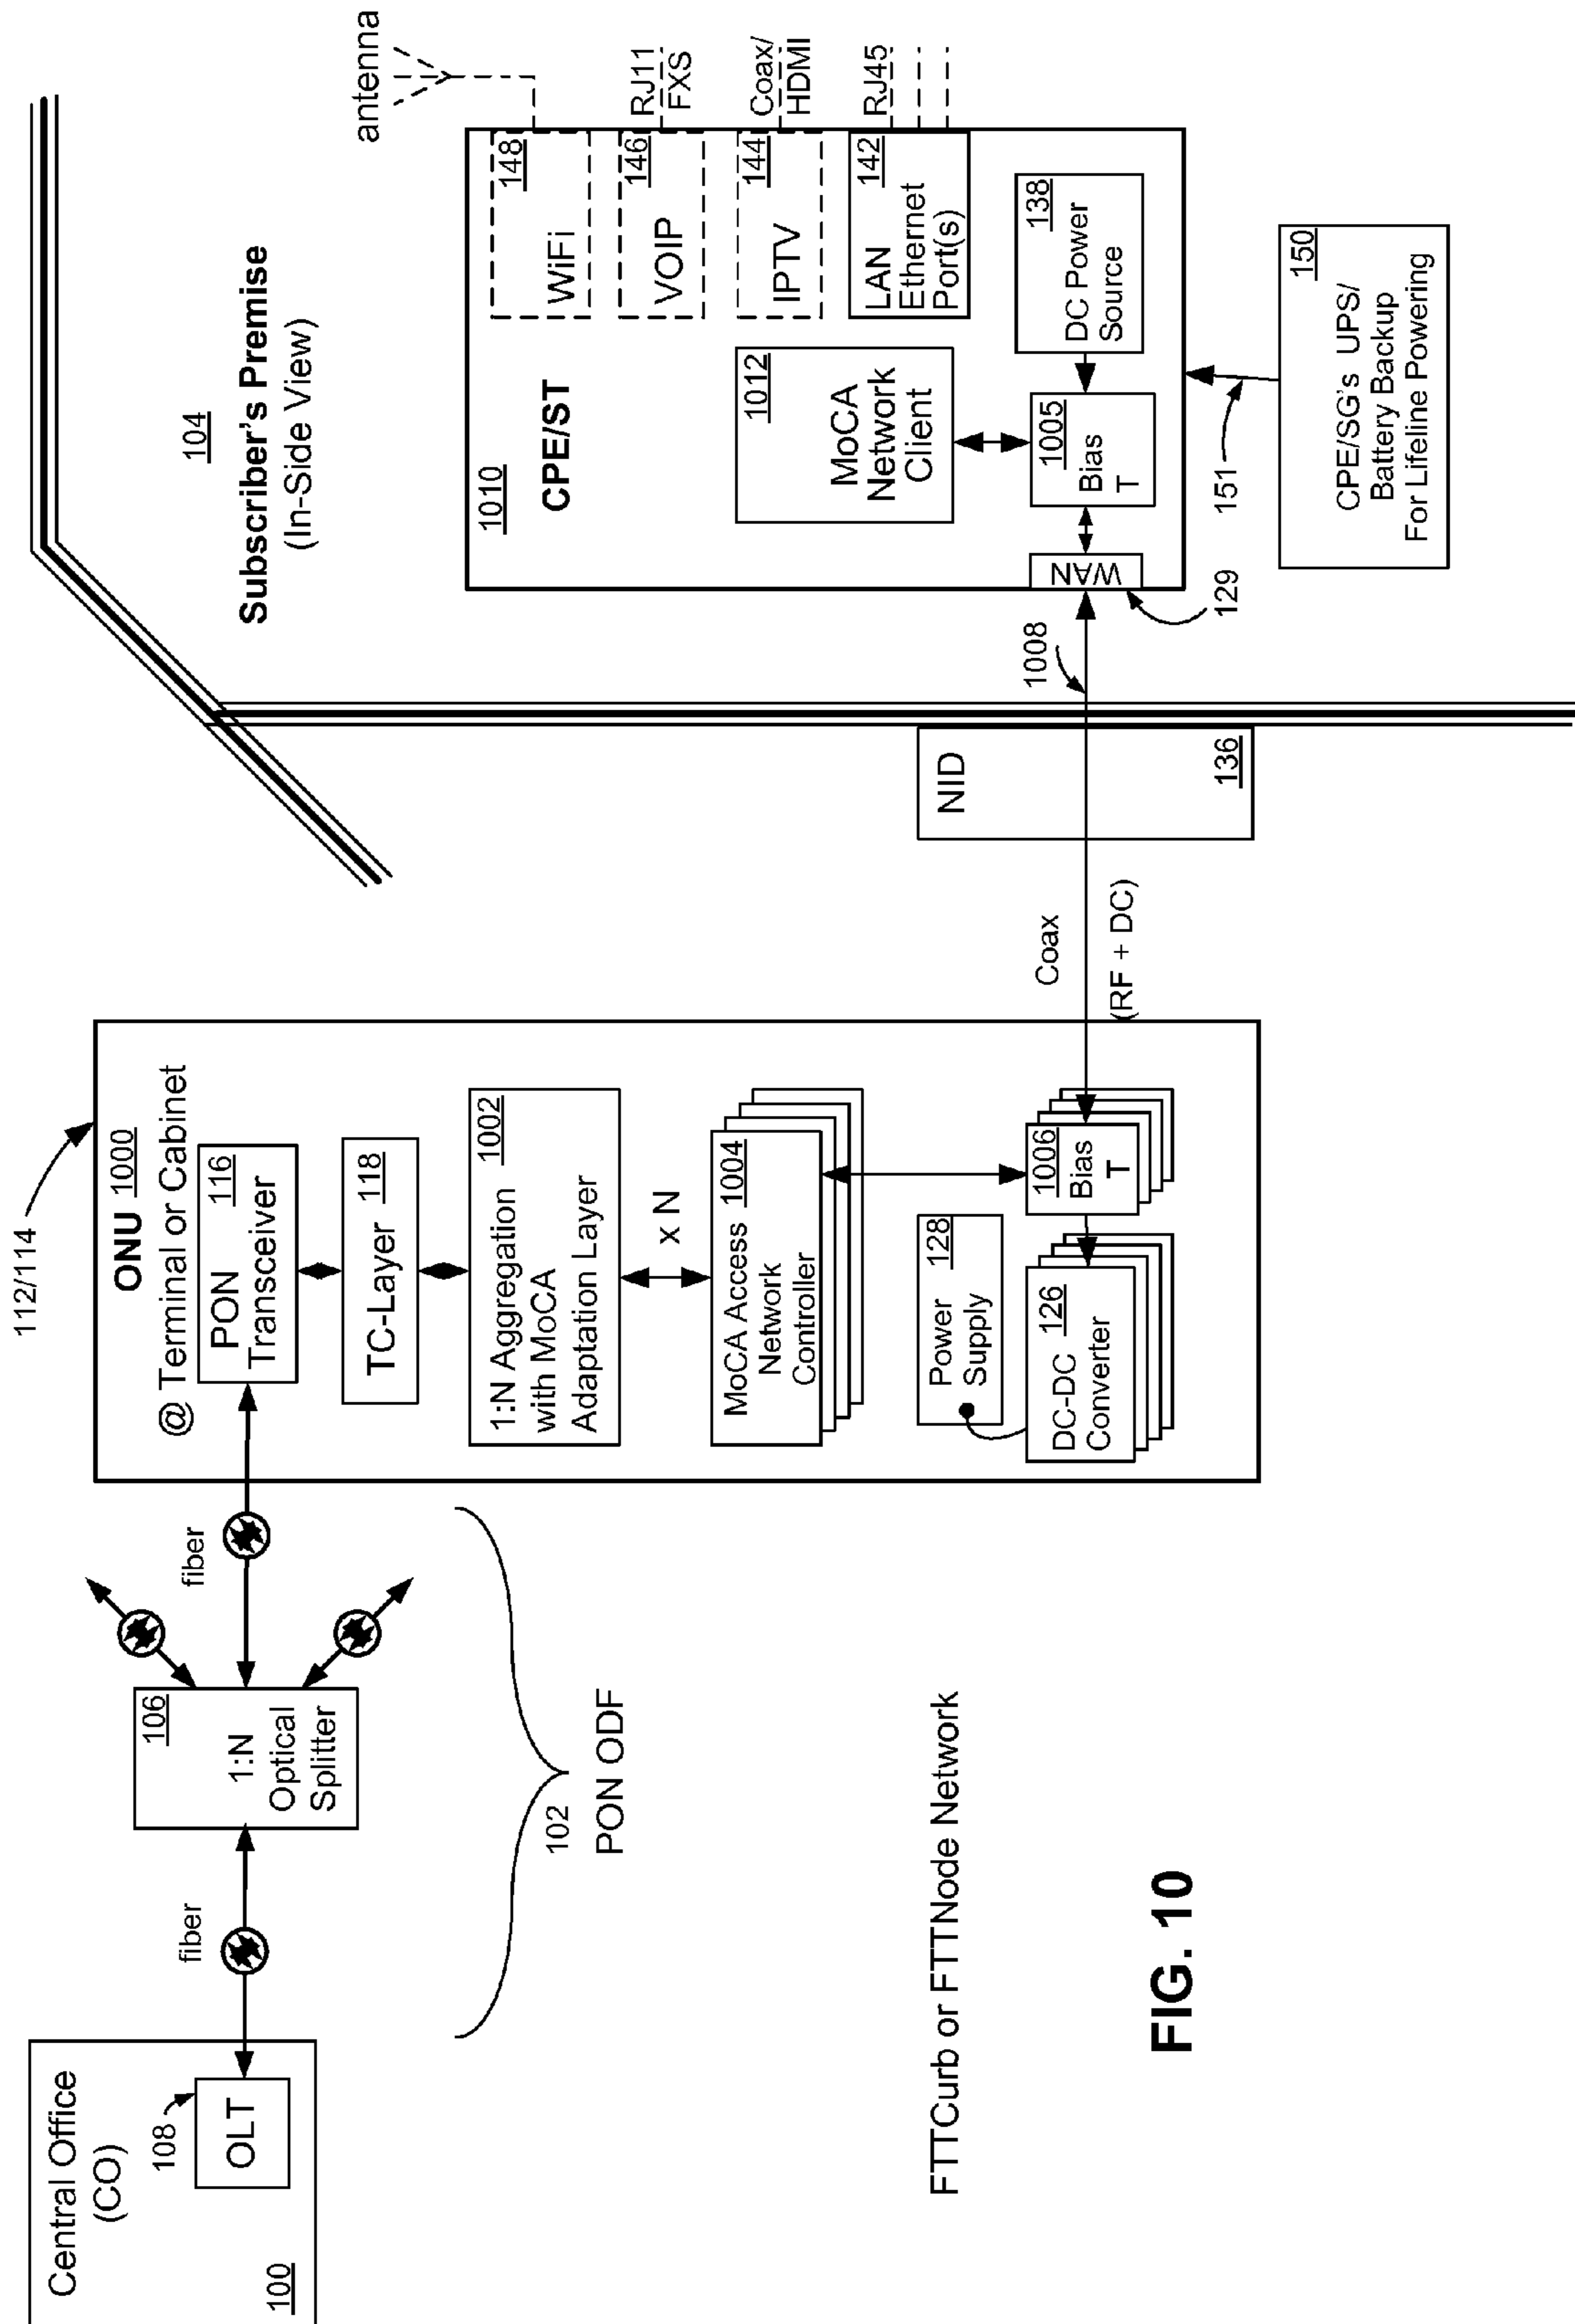 Central Office
(CO)
108
OLT
100
fiber
106
1:N
Optical
Splitter
fiber
102
PON ODF
112/114
ONU 1000
@ Terminal or Cabinet
PON 116
Transceiver
TC-Layer 118
1002
1:N Aggregation
with MoCA
Adaptation Layer
x N
MoCA Access 1004
Network
Controller
128
Power
Supply
126
DC-DC
Converter
1006
Bias
T
Coax
(RF + DC)
NID
136
104
Subscriber's Premise
(In-Side View)
1008
129
WAN
1010
CPE/ST
1012
MoCA
Network
Client
1005
Bias
T
138
DC Power
Source
148
WiFi
146
VOIP
144
IPTV
142
LAN
Ethernet
Port(s)
antenna
RJ11
FXS
Coax/
HDMI
RJ45
151
150
CPE/SG's UPS/
Battery Backup
For Lifeline Powering
FTTCurb or FTTNode Network
FIG. 10